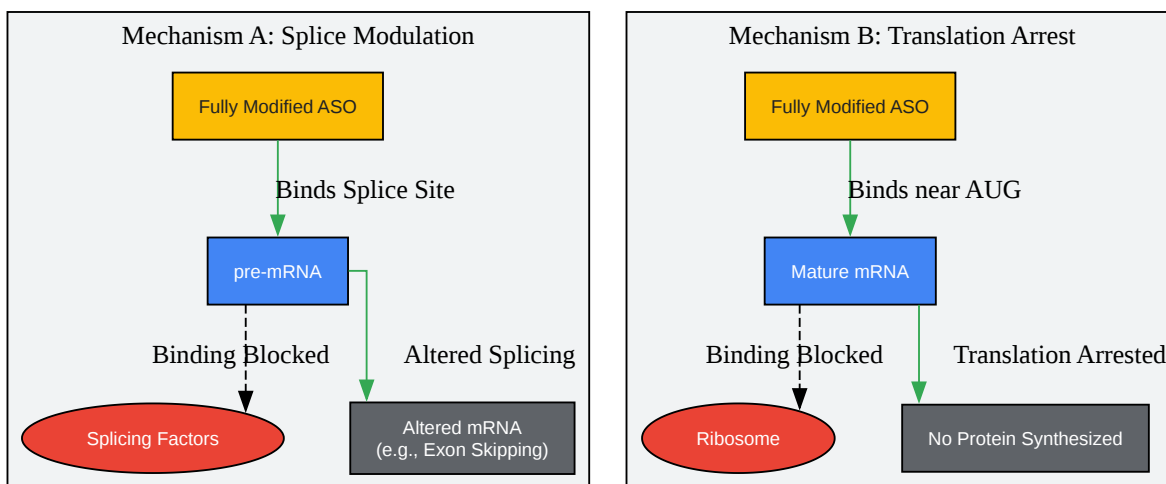 Mechanism A: Splice Modulation
Fully Modified ASO
Binds Splice Site
pre-mRNA
Binding Blocked
Altered Splicing
Splicing Factors
Altered mRNA
(e.g., Exon Skipping)
Mechanism B: Translation Arrest
Fully Modified ASO
Binds near AUG
Mature mRNA
Binding Blocked
Translation Arrested
Ribosome
No Protein Synthesized